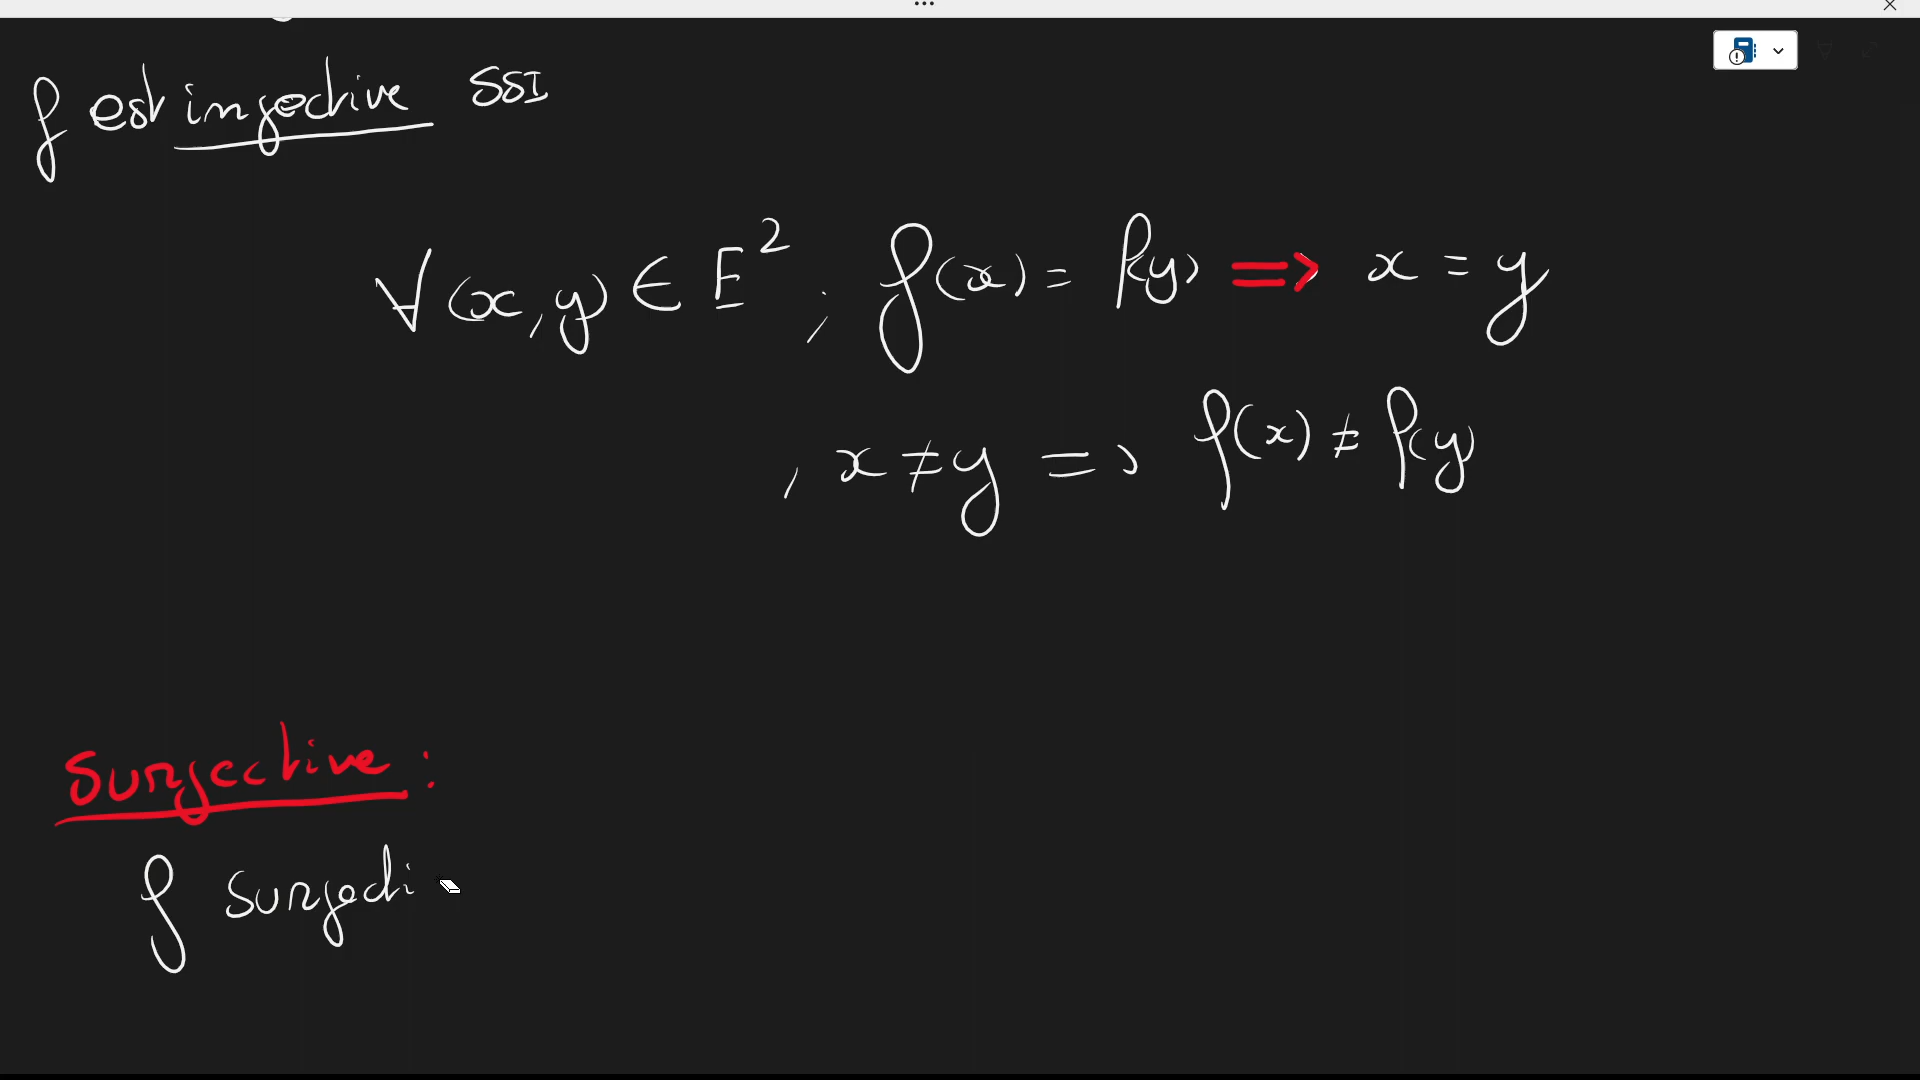 f est injective SSI
∀(x,y) ∈ E² ; f(x) = f(y) => x = y
, x ≠ y => f(x) ≠ f(y)
Surjective :
f surjecti